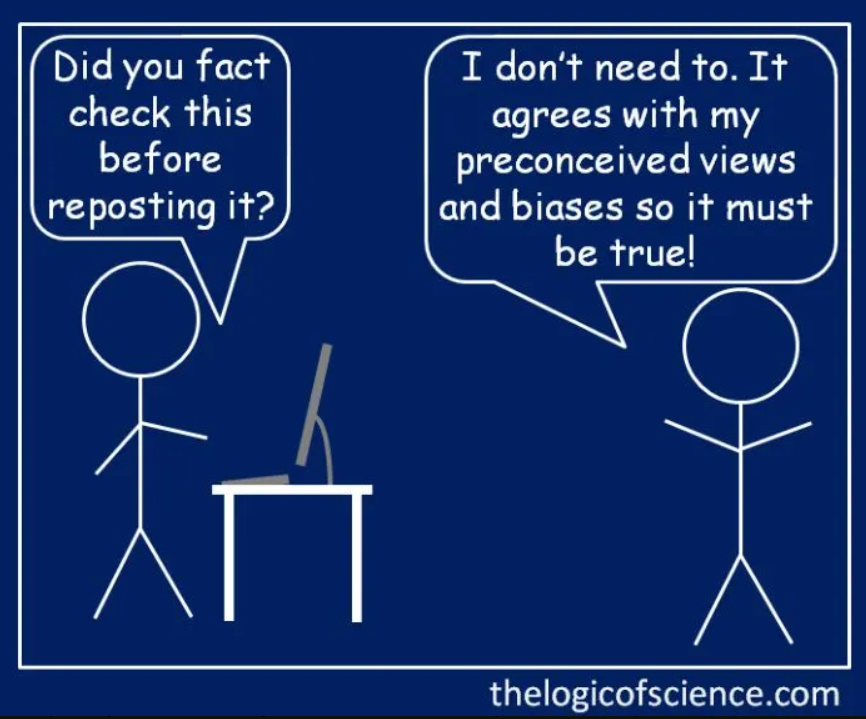 Did you fact
check this
before
reposting it?
I don't need to. It
agrees with my
preconceived views
and biases so it must
be true!
thelogicofscience.com